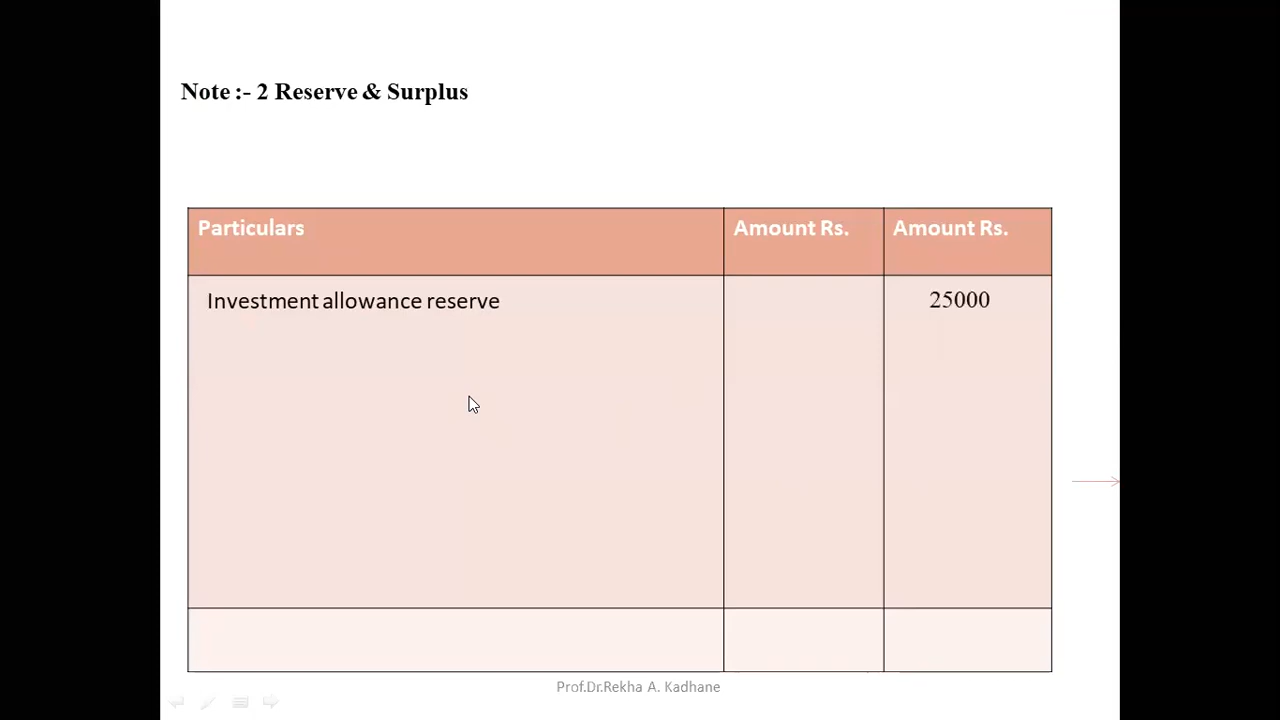 Note :- 2 Reserve & Surplus
Particulars Amount Rs. Amount Rs.
Investment allowance reserve 25000
Prof.Dr.Rekha A. Kadhane